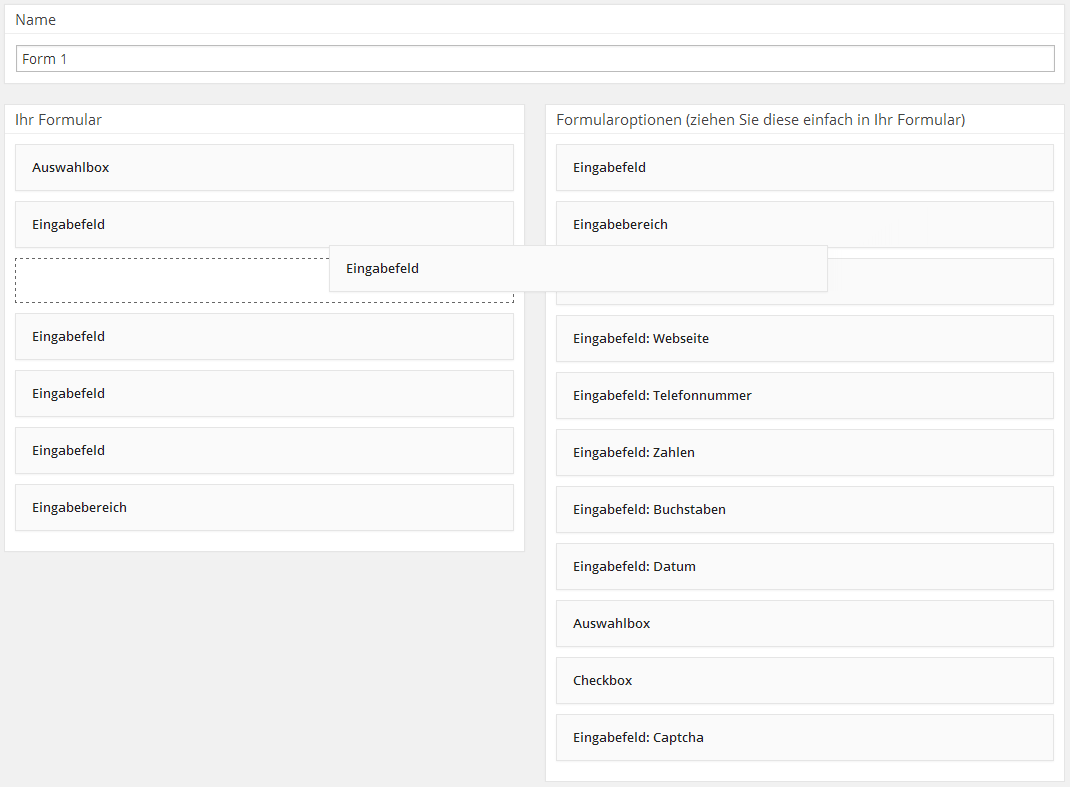 Name
Form 1
Ihr Formular
Auswahlbox
Eingabefeld
Eingabefeld
Eingabefeld
Eingabefeld
Eingabefeld
Eingabebereich
Formularoptionen (ziehen Sie diese einfach in Ihr Formular)
Eingabefeld
Eingabebereich
Eingabefeld: Webseite
Eingabefeld: Telefonnummer
Eingabefeld: Zahlen
Eingabefeld: Buchstaben
Eingabefeld: Datum
Auswahlbox
Checkbox
Eingabefeld: Captcha